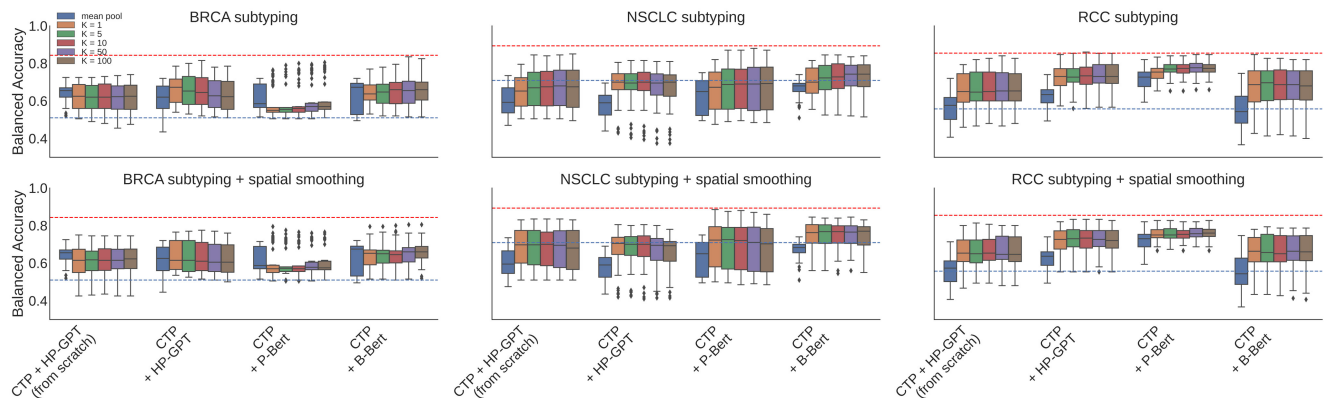 BRCA subtyping
NSCLC subtyping
RCC subtyping
Balanced Accuracy
1.0
0.8
0.6
0.4
mean pool
K = 1
K = 5
K = 10
K = 50
K = 100
BRCA subtyping + spatial smoothing
NSCLC subtyping + spatial smoothing
RCC subtyping + spatial smoothing
Balanced Accuracy
1.0
0.8
0.6
0.4
CTP + HP-GPT
(from scratch)
CTP
+ HP-GPT
CTP
+ P-Bert
CTP
+ B-Bert
CTP + HP-GPT
(from scratch)
CTP
+ HP-GPT
CTP
+ P-Bert
CTP
+ B-Bert
CTP + HP-GPT
(from scratch)
CTP
+ HP-GPT
CTP
+ P-Bert
CTP
+ B-Bert